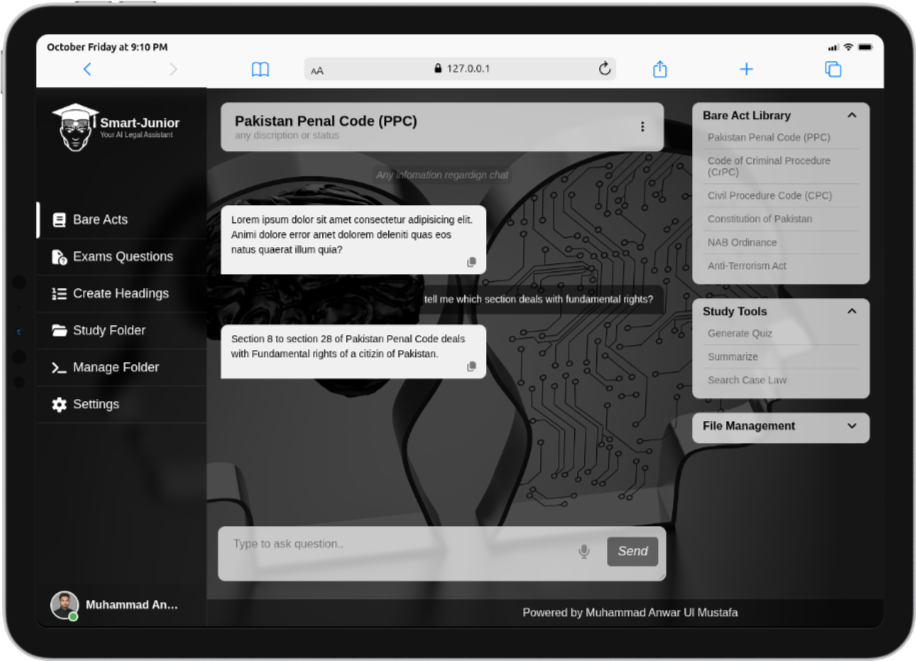 October Friday at 9:10 PM
AA
127.0.0.1
Smart-Junior
Your AI Legal Assistant
Bare Acts
Exams Questions
Create Headings
Study Folder
Manage Folder
Settings
Muhammad An...
Pakistan Penal Code (PPC)
any discription or status
Any infomation regardign chat
Lorem ipsum dolor sit amet consectetur adipisicing elit.
Animi dolore error amet dolorem deleniti quas eos
natus quaerat illum quia?
tell me which section deals with fundamental rights?
Section 8 to section 28 of Pakistan Penal Code deals
with Fundamental rights of a citizin of Pakistan.
Type to ask question..
Send
Bare Act Library
Pakistan Penal Code (PPC)
Code of Criminal Procedure
(CrPC)
Civil Procedure Code (CPC)
Constitution of Pakistan
NAB Ordinance
Anti-Terrorism Act
Study Tools
Generate Quiz
Summarize
Search Case Law
File Management
Powered by Muhammad Anwar Ul Mustafa